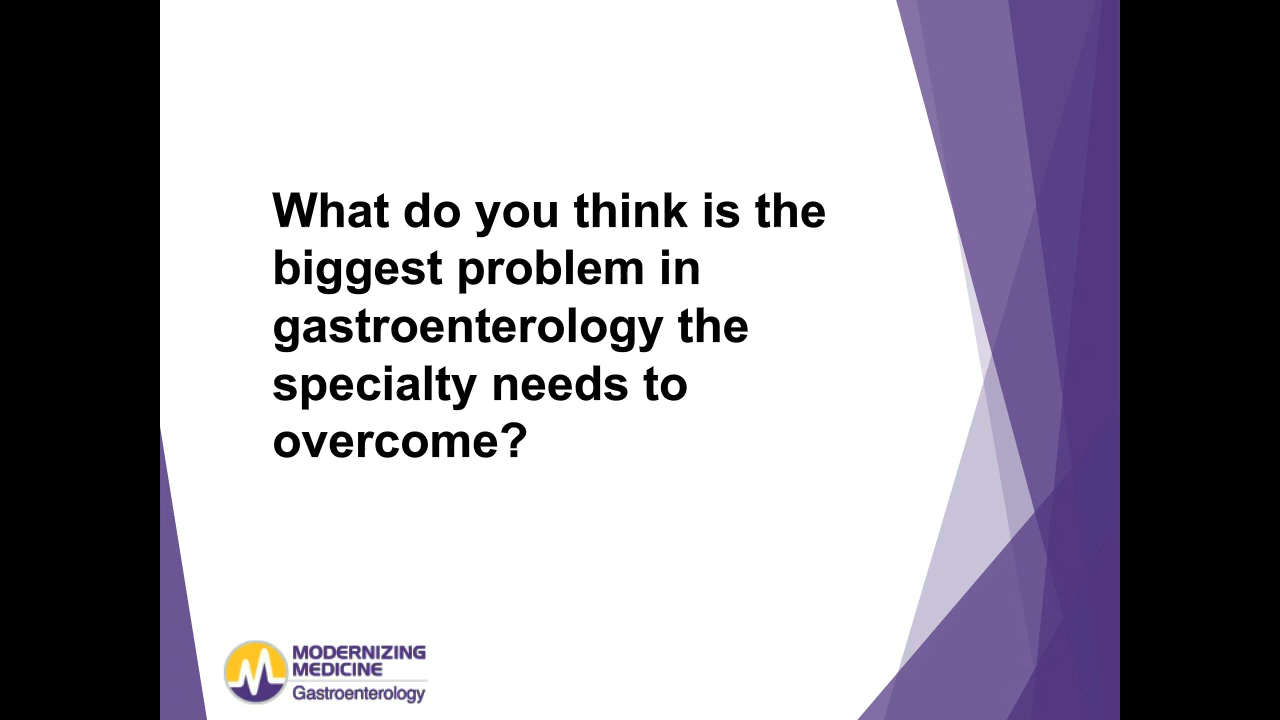 What do you think is the
biggest problem in
gastroenterology the
specialty needs to
overcome?
MODERNIZING
MEDICINE
Gastroenterology